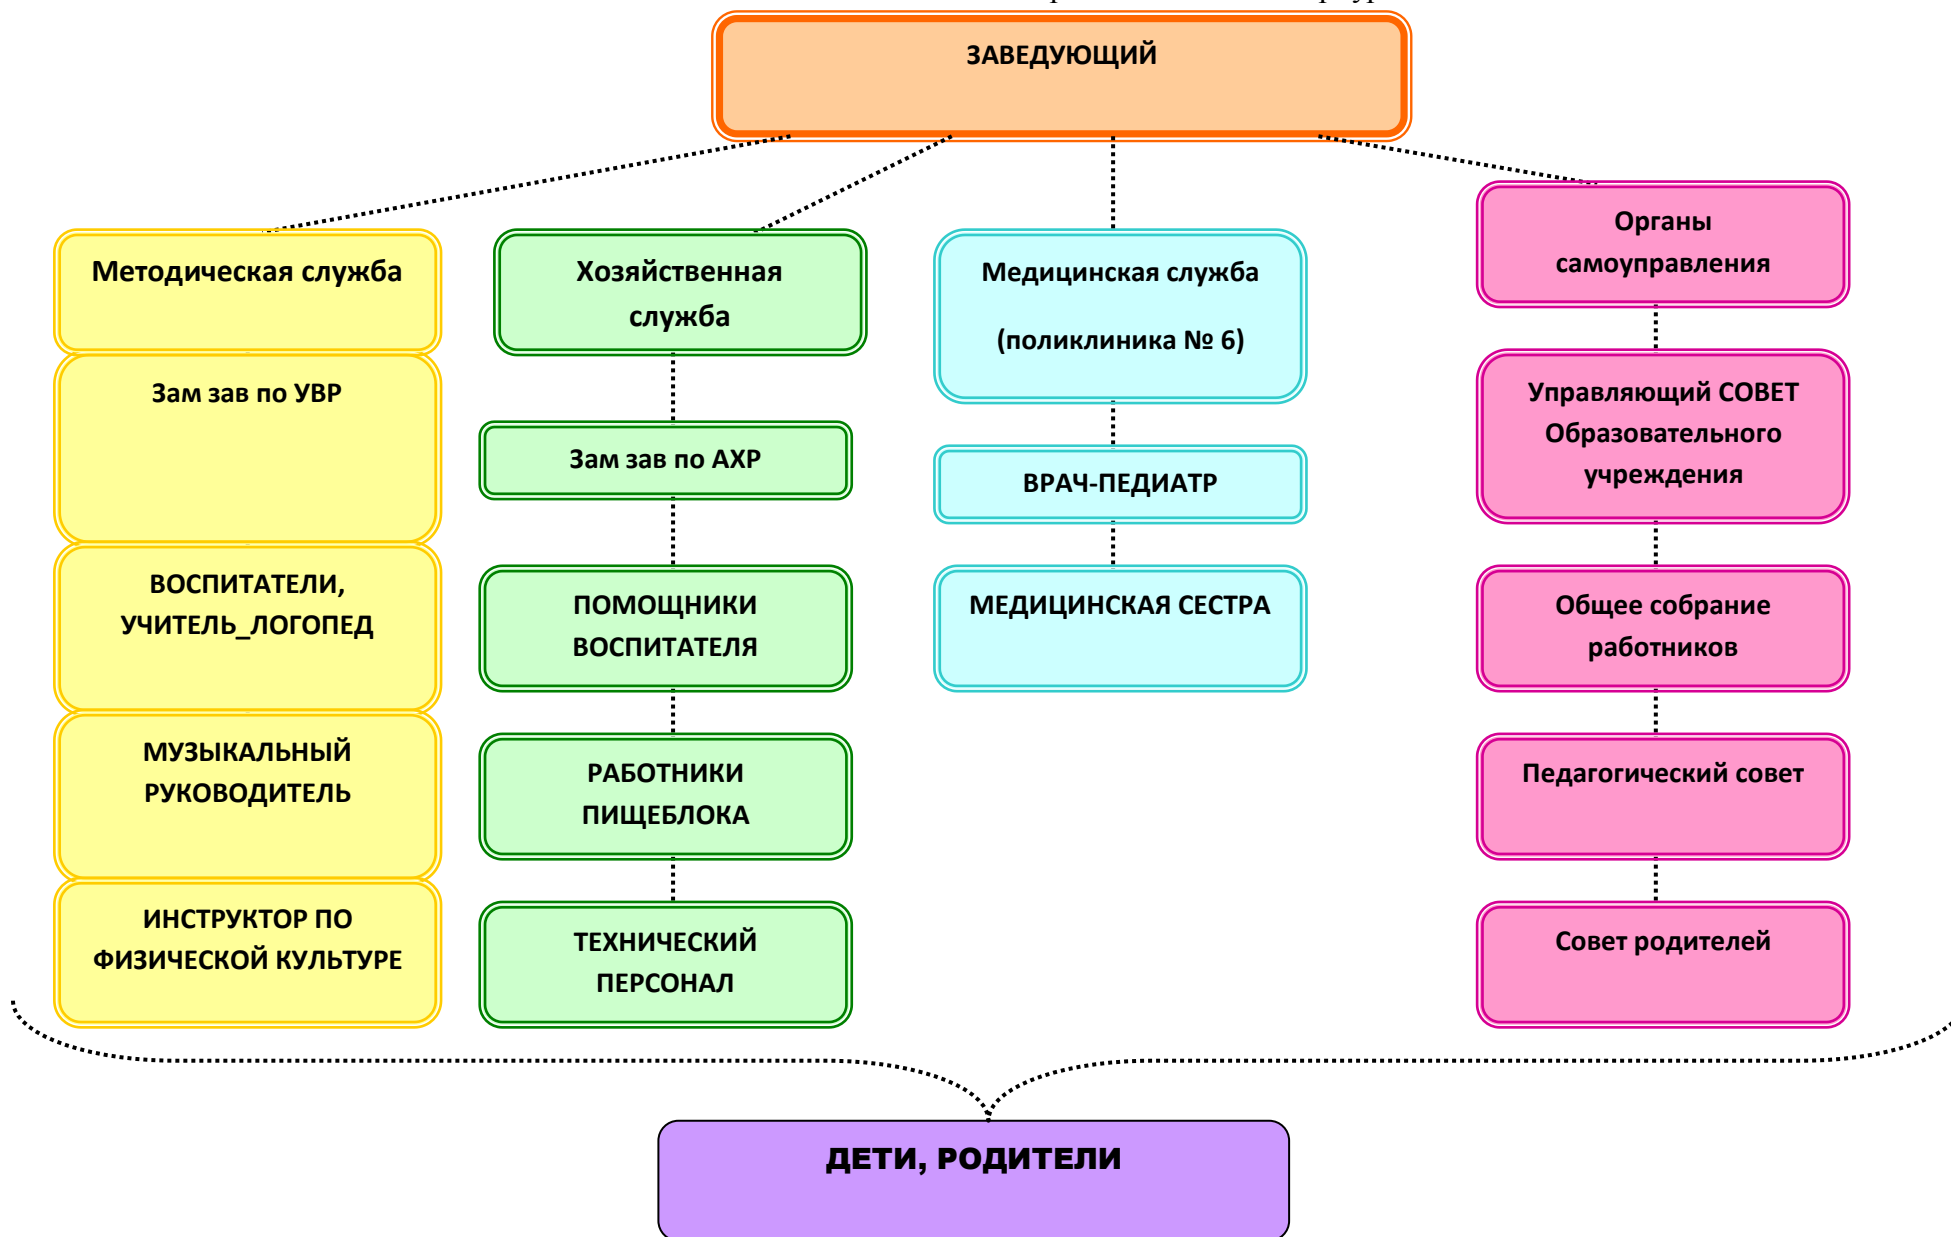 ЗАВЕДУЮЩИЙ
Методическая служба
Зам зав по УВР
ВОСПИТАТЕЛИ,
УЧИТЕЛЬ_ЛОГОПЕД
МУЗЫКАЛЬНЫЙ
РУКОВОДИТЕЛЬ
ИНСТРУКТОР ПО
ФИЗИЧЕСКОЙ КУЛЬТУРЕ
Хозяйственная
служба
Зам зав по АХР
ПОМОЩНИКИ
ВОСПИТАТЕЛЯ
РАБОТНИКИ
ПИЩЕБЛОКА
ТЕХНИЧЕСКИЙ
ПЕРСОНАЛ
Медицинская служба
(поликлиника № 6)
ВРАЧ-ПЕДИАТР
МЕДИЦИНСКАЯ СЕСТРА
Органы
самоуправления
Управляющий СОВЕТ
Образовательного
учреждения
Общее собрание
работников
Педагогический совет
Совет родителей
ДЕТИ, РОДИТЕЛИ